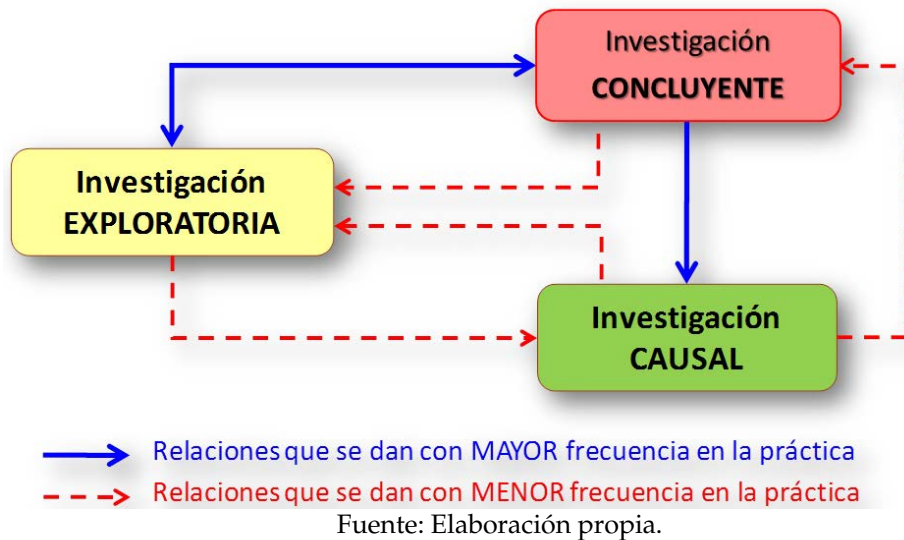 Investigación
CONCLUYENTE
Investigación
EXPLORATORIA
Investigación
CAUSAL
Relaciones que se dan con MAYOR frecuencia en la práctica
Relaciones que se dan con MENOR frecuencia en la práctica
Fuente: Elaboración propia.